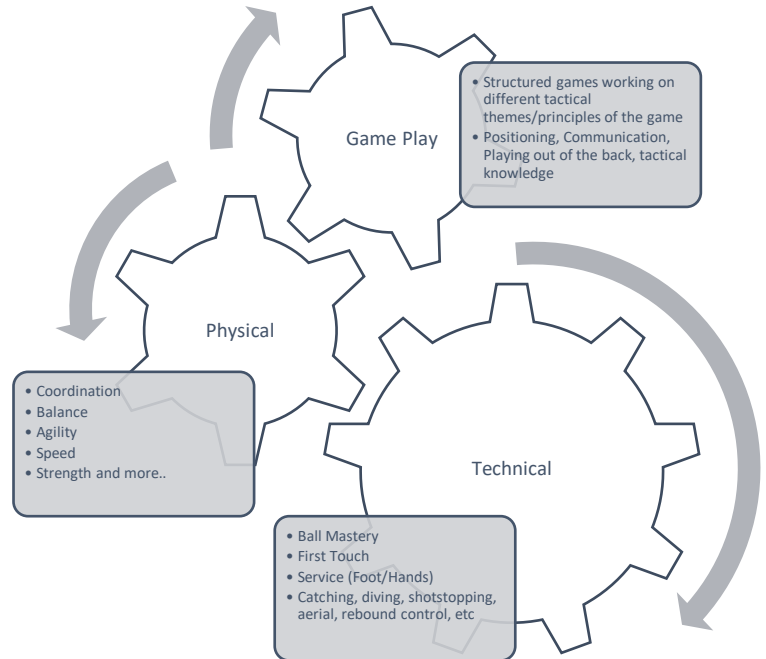 Game Play
• Structured games working on
different tactical
themes/principles of the game
• Positioning, Communication,
Playing out of the back, tactical
knowledge
Physical
• Coordination
• Balance
• Agility
• Speed
• Strength and more..
Technical
• Ball Mastery
• First Touch
• Service (Foot/Hands)
• Catching, diving, shotstopping,
aerial, rebound control, etc